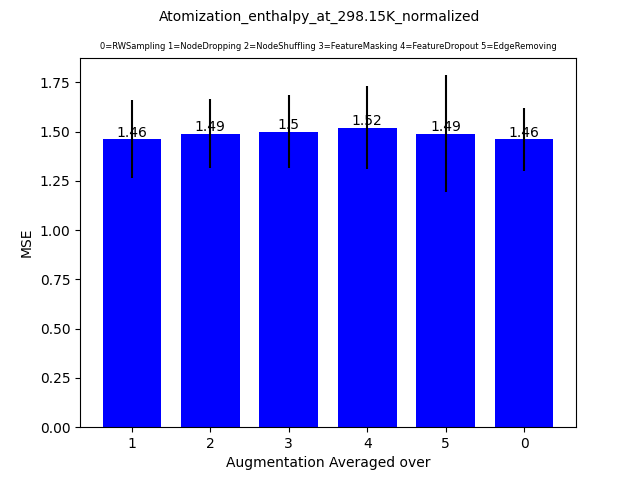 Atomization_enthalpy_at_298.15K_normalized
0=RWSampling 1=NodeDropping 2=NodeShuffling 3=FeatureMasking 4=FeatureDropout 5=EdgeRemoving
1.75
1.50
1.25
1.00
0.75
0.50
0.25
0.00
MSE
1.46 1.49 1.5 1.52 1.49 1.46
1 2 3 4 5 0
Augmentation Averaged over